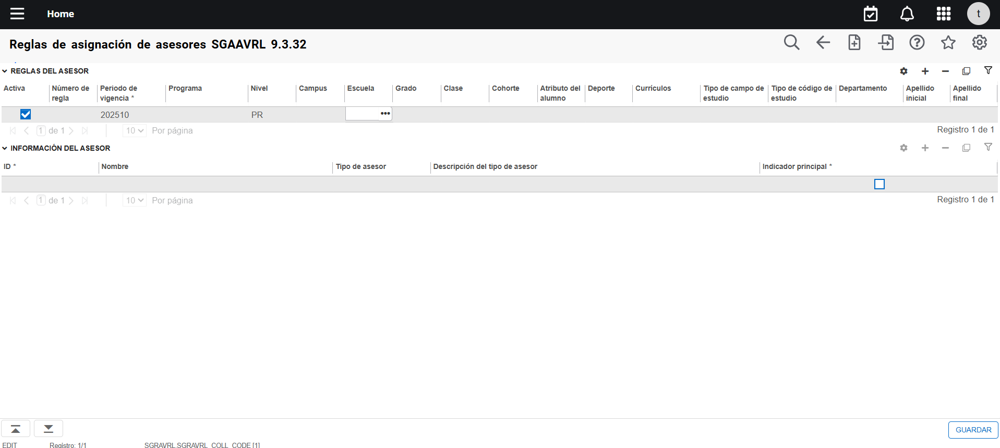 Home
t
Reglas de asignación de asesores SGAAVRL 9.3.32
REGLAS DEL ASESOR
Activa Número de regla Periodo de vigencia * Programa Nivel Campus Escuela Grado Clase Cohorte Atributo del alumno Deporte Currículos Tipo de campo de estudio Tipo de código de estudio Departamento Apellido inicial Apellido final
202510 PR
1 de 1 10 Por página Registro 1 de 1
INFORMACIÓN DEL ASESOR
ID * Nombre Tipo de asesor Descripción del tipo de asesor Indicador principal *
1 de 1 10 Por página Registro 1 de 1
GUARDAR
EDIT Registro: 1/1 SGRAVRL.SGRAVRL_COLL_CODE [1]